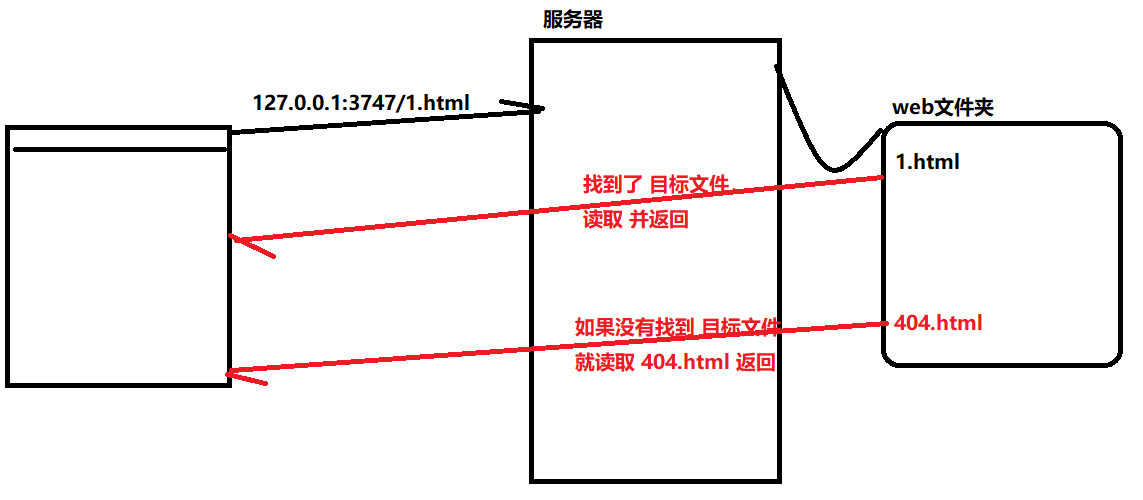 服务器
127.0.0.1:3747/1.html
web文件夹
1.html
找到了 目标文件
读取 并返回
如果没有找到 目标文件
就读取 404.html 返回
404.html